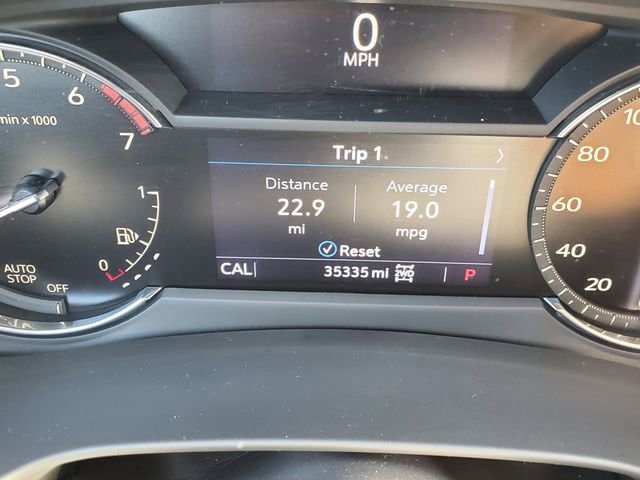 0
MPH
5
6
7
min x 1000
1
0
AUTO
STOP
OFF
Trip 1
Distance
22.9
mi
Average
19.0
mpg
Reset
CAL
35335 mi
2WD
P
80
60
40
20